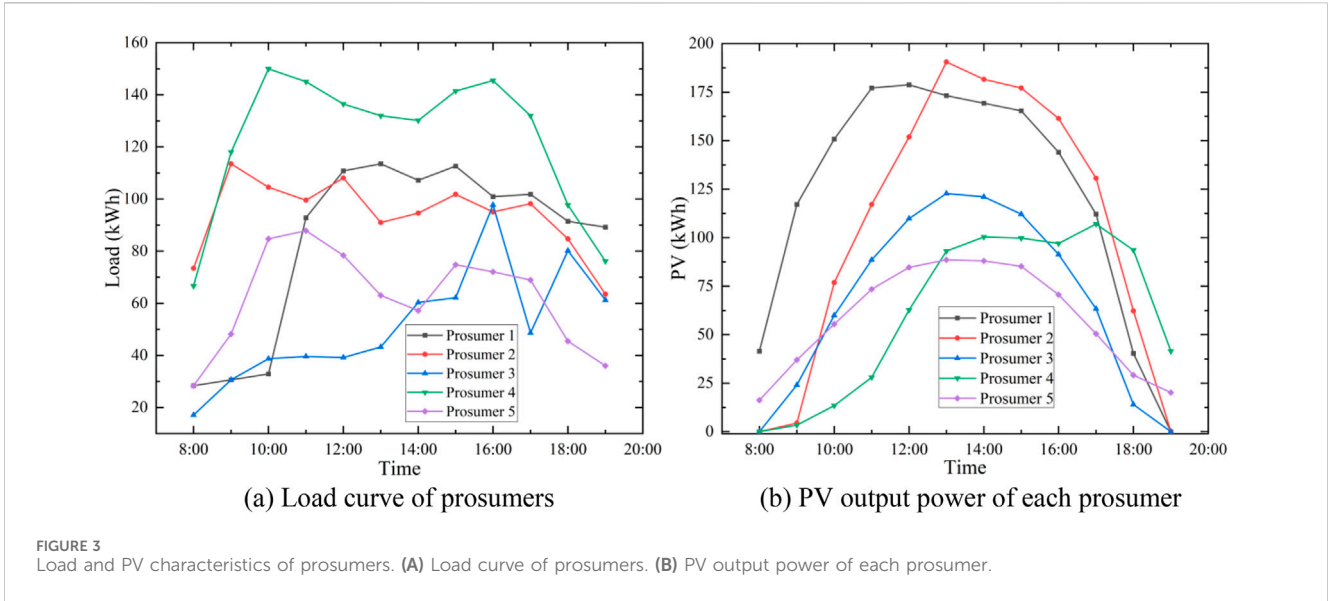 160
140
120
100
80
60
40
20
Load (kWh)
Prosumer 1
Prosumer 2
Prosumer 3
Prosumer 4
Prosumer 5
8:00 10:00 12:00 14:00 16:00 18:00 20:00
Time
(a) Load curve of prosumers
200
175
150
125
100
75
50
25
0
PV (kWh)
Prosumer 1
Prosumer 2
Prosumer 3
Prosumer 4
Prosumer 5
8:00 10:00 12:00 14:00 16:00 18:00 20:00
Time
(b) PV output power of each prosumer
FIGURE 3
Load and PV characteristics of prosumers. (A) Load curve of prosumers. (B) PV output power of each prosumer.